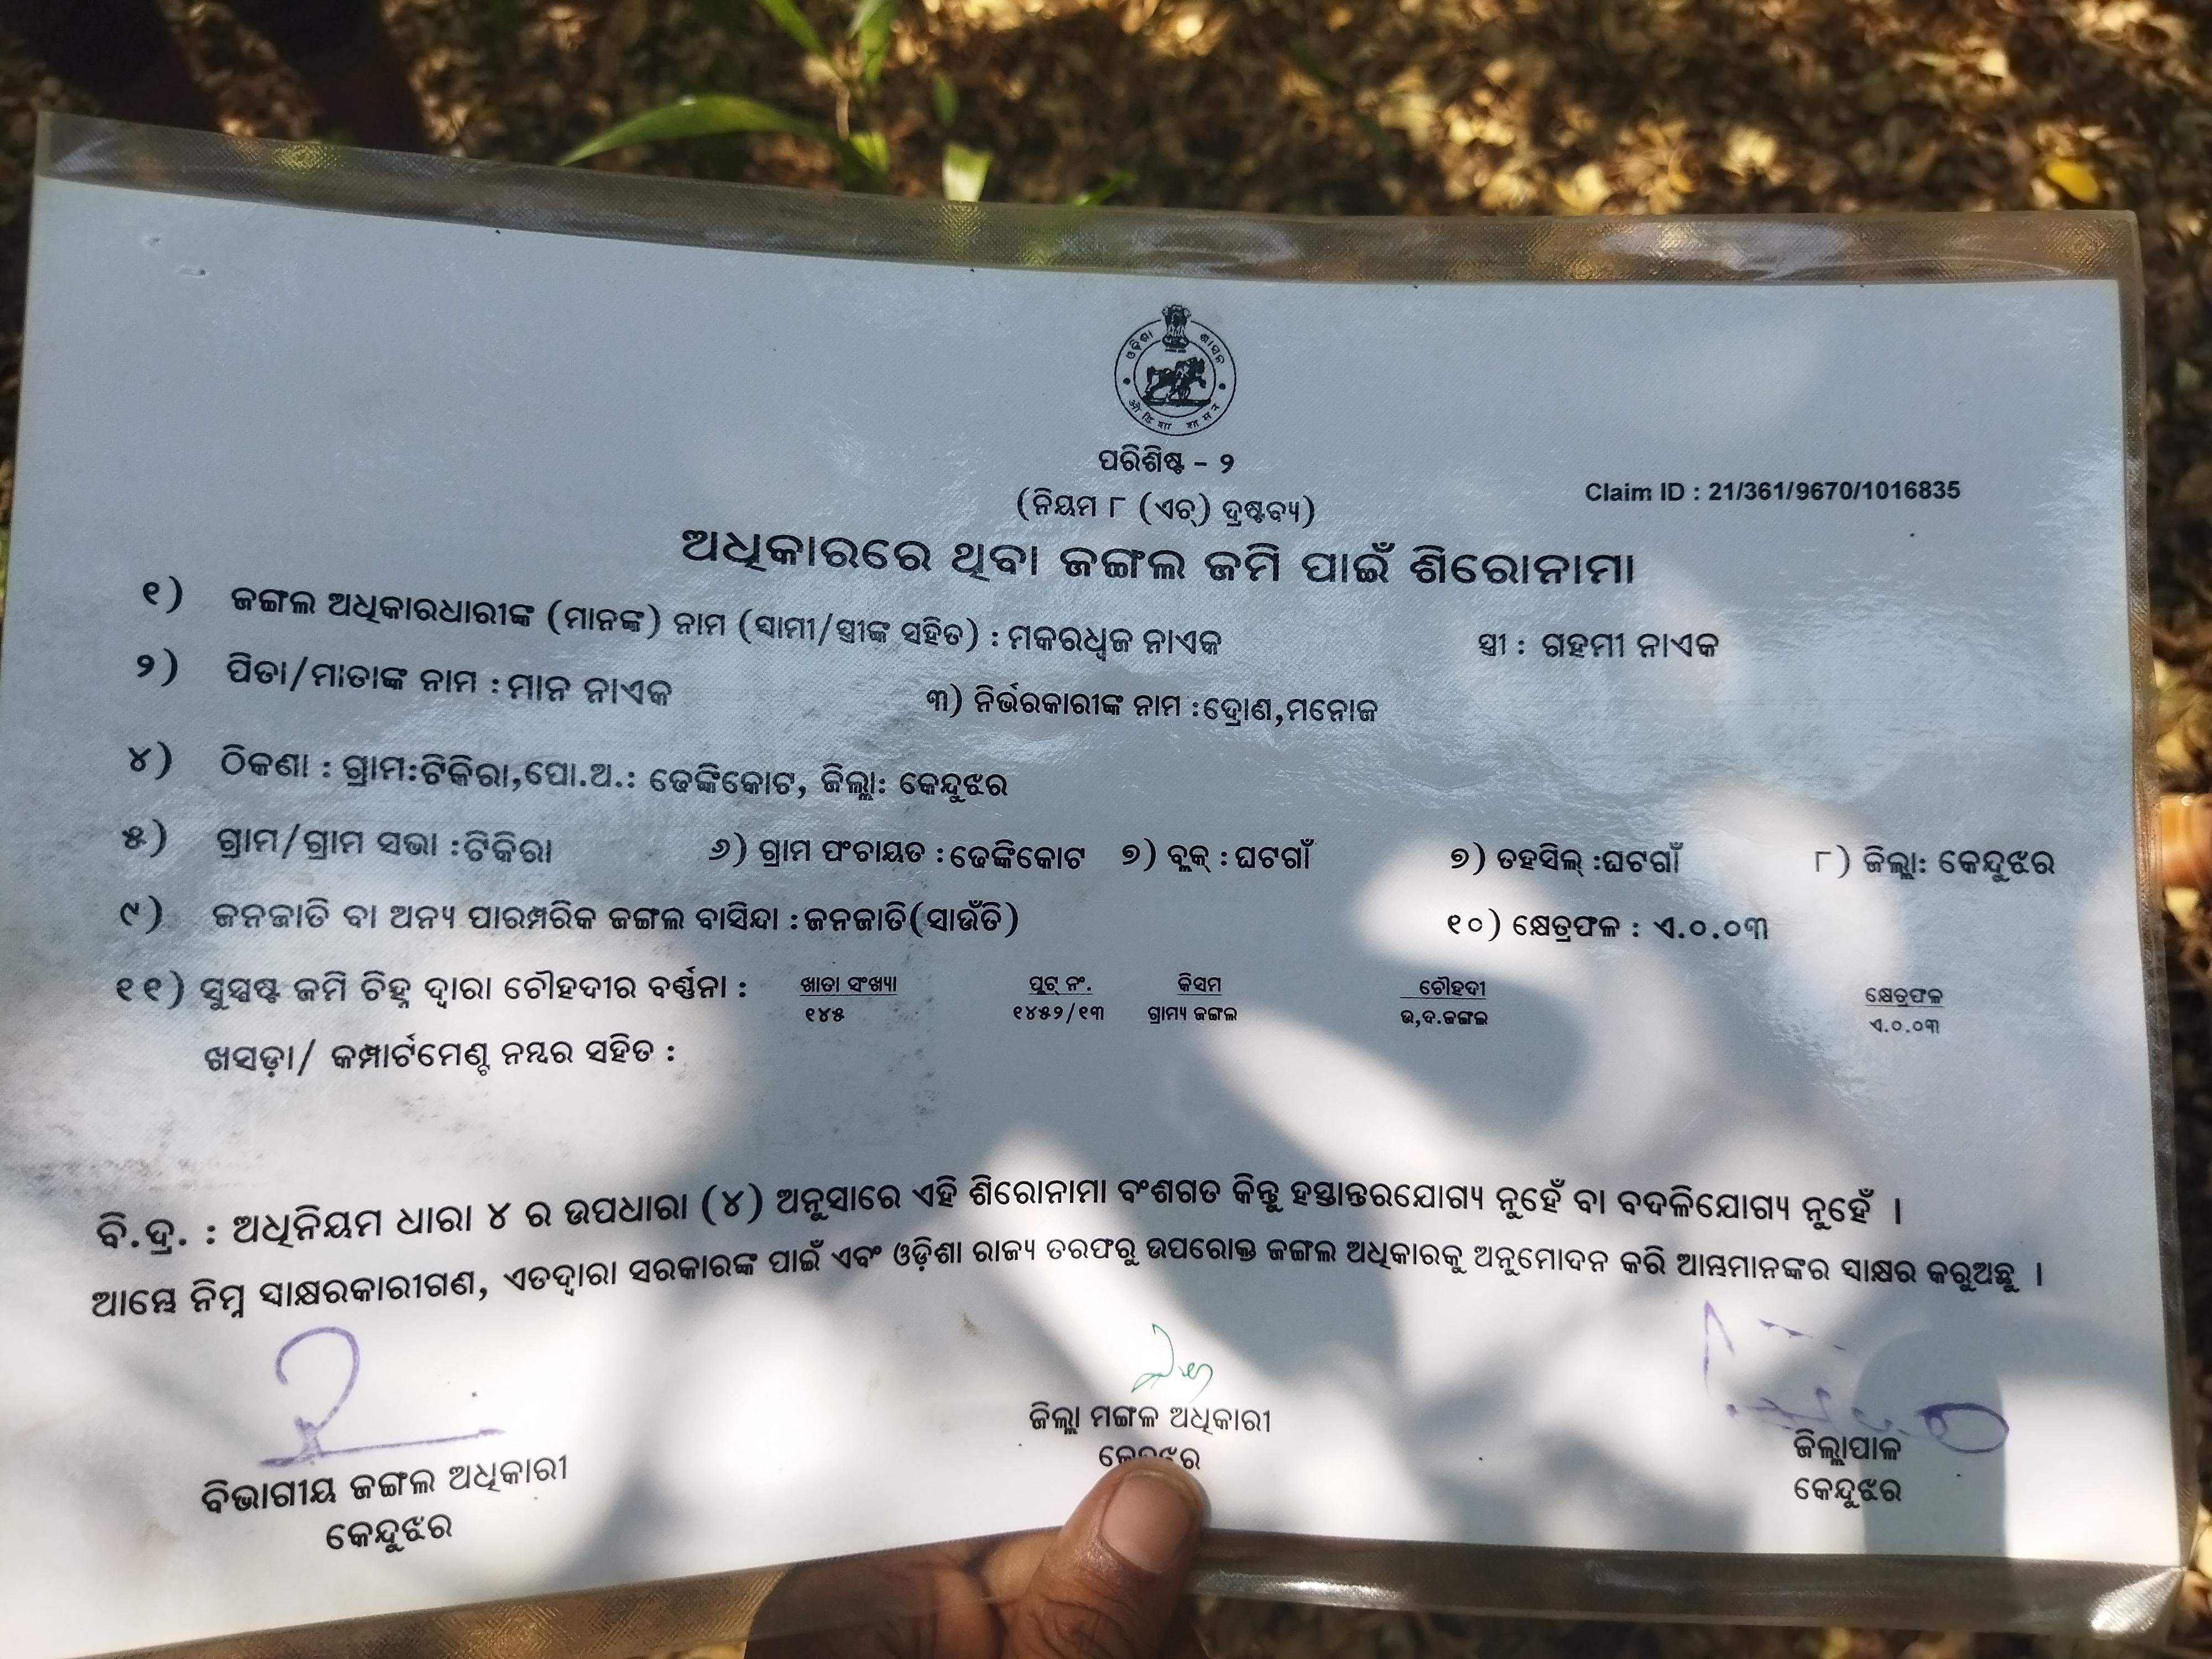 ଓଡ଼ିଶା ଶାସନ
ओडिशा शासन
ପରିଶିଷ୍ଟ - ୨
(ନିୟମ ୮ (ଏଚ୍) ଦ୍ରଷ୍ଟବ୍ୟ)
Claim ID : 21/361/9670/1016835
ଅଧିକାରରେ ଥିବା ଜଙ୍ଗଲ ଜମି ପାଇଁ ଶିରୋନାମା
୧) ଜଙ୍ଗଲ ଅଧିକାରଧାରୀଙ୍କ (ମାନଙ୍କ) ନାମ (ସ୍ୱାମୀ/ସ୍ତ୍ରୀଙ୍କ ସହିତ) : ମକରଧ୍ୱଜ ନାଏକ ସ୍ତ୍ରୀ : ଗହମୀ ନାଏକ
୨) ପିତା/ମାତାଙ୍କ ନାମ : ମାନ ନାଏକ ୩) ନିର୍ଭରକାରୀଙ୍କ ନାମ :ଦ୍ରୋଣ,ମନୋଜ
୪) ଠିକଣା : ଗ୍ରାମ:ଟିକିରା,ପୋ.ଅ.: ଢେଙ୍କିକୋଟ, ଜିଲ୍ଲା: କେନ୍ଦୁଝର
୫) ଗ୍ରାମ/ଗ୍ରାମ ସଭା :ଟିକିରା ୬) ଗ୍ରାମ ପଂଚାୟତ : ଢେଙ୍କିକୋଟ ୭) ବ୍ଲକ୍ : ଘଟଗାଁ ୭) ତହସିଲ୍ :ଘଟଗାଁ ୮) ଜିଲ୍ଲା: କେନ୍ଦୁଝର
୯) ଜନଜାତି ବା ଅନ୍ୟ ପାରମ୍ପରିକ ଜଙ୍ଗଲ ବାସିନ୍ଦା : ଜନଜାତି(ସାଉଁତି) ୧୦) କ୍ଷେତ୍ରଫଳ : ଏ.୦.୦୩
୧୧) ସୁସ୍ପଷ୍ଟ ଜମି ଚିହ୍ନ ଦ୍ୱାରା ଚୌହଦୀର ବର୍ଣ୍ଣନା : ଖାତା ସଂଖ୍ୟା ପ୍ଲଟ୍ ନଂ. କିସମ ଚୌହଦୀ କ୍ଷେତ୍ରଫଳ
୧୪୫ ୧୪୫୨/୧୩ ଗ୍ରାମ୍ୟ ଜଙ୍ଗଲ ଉ,ଦ.ଜଙ୍ଗଲ ଏ.୦.୦୩
ଖସଡ଼ା/ କମ୍ପାର୍ଟମେଣ୍ଟ ନମ୍ବର ସହିତ :
ବି.ଦ୍ର. : ଅଧିନିୟମ ଧାରା ୪ ର ଉପଧାରା (୪) ଅନୁସାରେ ଏହି ଶିରୋନାମା ବଂଶଗତ କିନ୍ତୁ ହସ୍ତାନ୍ତରଯୋଗ୍ୟ ନୁହେଁ ବା ବଦଳିଯୋଗ୍ୟ ନୁହେଁ ।
ଆମ୍ଭେ ନିମ୍ନ ସ୍ୱାକ୍ଷରକାରୀଗଣ, ଏତଦ୍ୱାରା ସରକାରଙ୍କ ପାଇଁ ଏବଂ ଓଡ଼ିଶା ରାଜ୍ୟ ତରଫରୁ ଉପରୋକ୍ତ ଜଙ୍ଗଲ ଅଧିକାରକୁ ଅନୁମୋଦନ କରି ଆମ୍ଭମାନଙ୍କର ସ୍ୱାକ୍ଷର କରୁଅଛୁ ।
ବିଭାଗୀୟ ଜଙ୍ଗଲ ଅଧିକାରୀ
କେନ୍ଦୁଝର
ଜିଲ୍ଲା ମଙ୍ଗଳ ଅଧିକାରୀ
କେନ୍ଦୁଝର
ଜିଲ୍ଲାପାଳ
କେନ୍ଦୁଝର